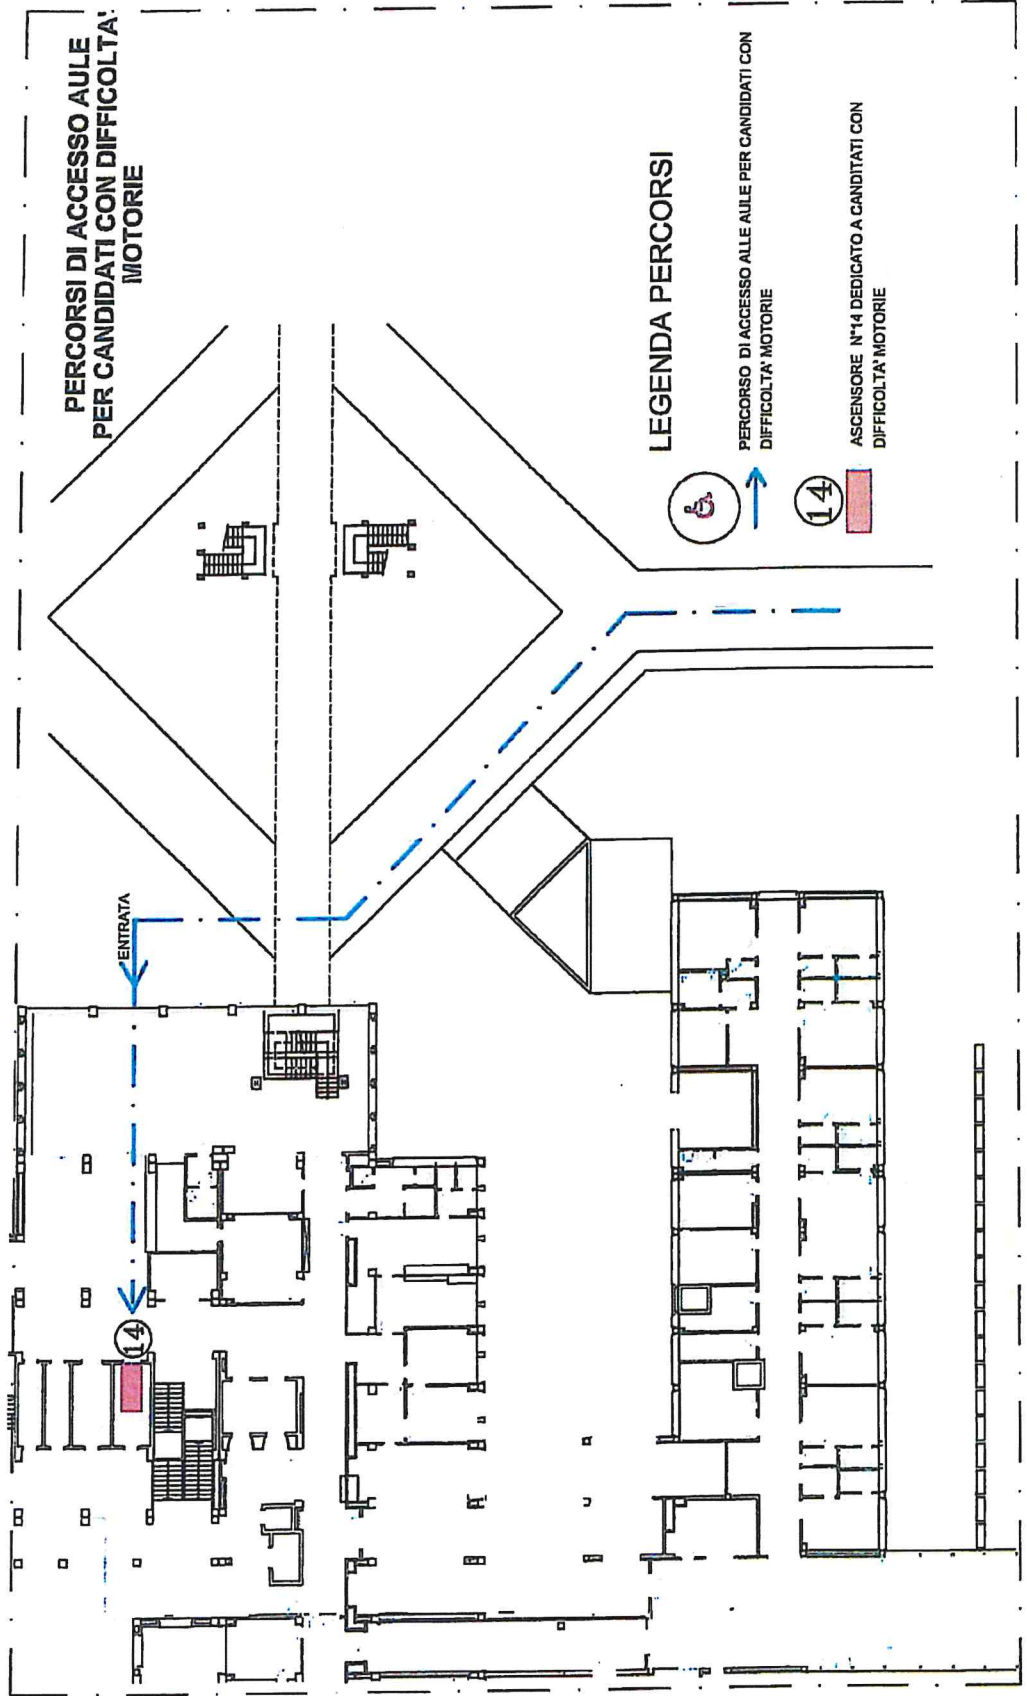 PERCORSI DI ACCESSO AULE
PER CANDIDATI CON DIFFICOLTA'
MOTORIE
ENTRATA
14
LEGENDA PERCORSI
PERCORSO DI ACCESSO ALLE AULE PER CANDIDATI CON
DIFFICOLTA' MOTORIE
14
ASCENSORE N°14 DEDICATO A CANDITATI CON
DIFFICOLTA' MOTORIE